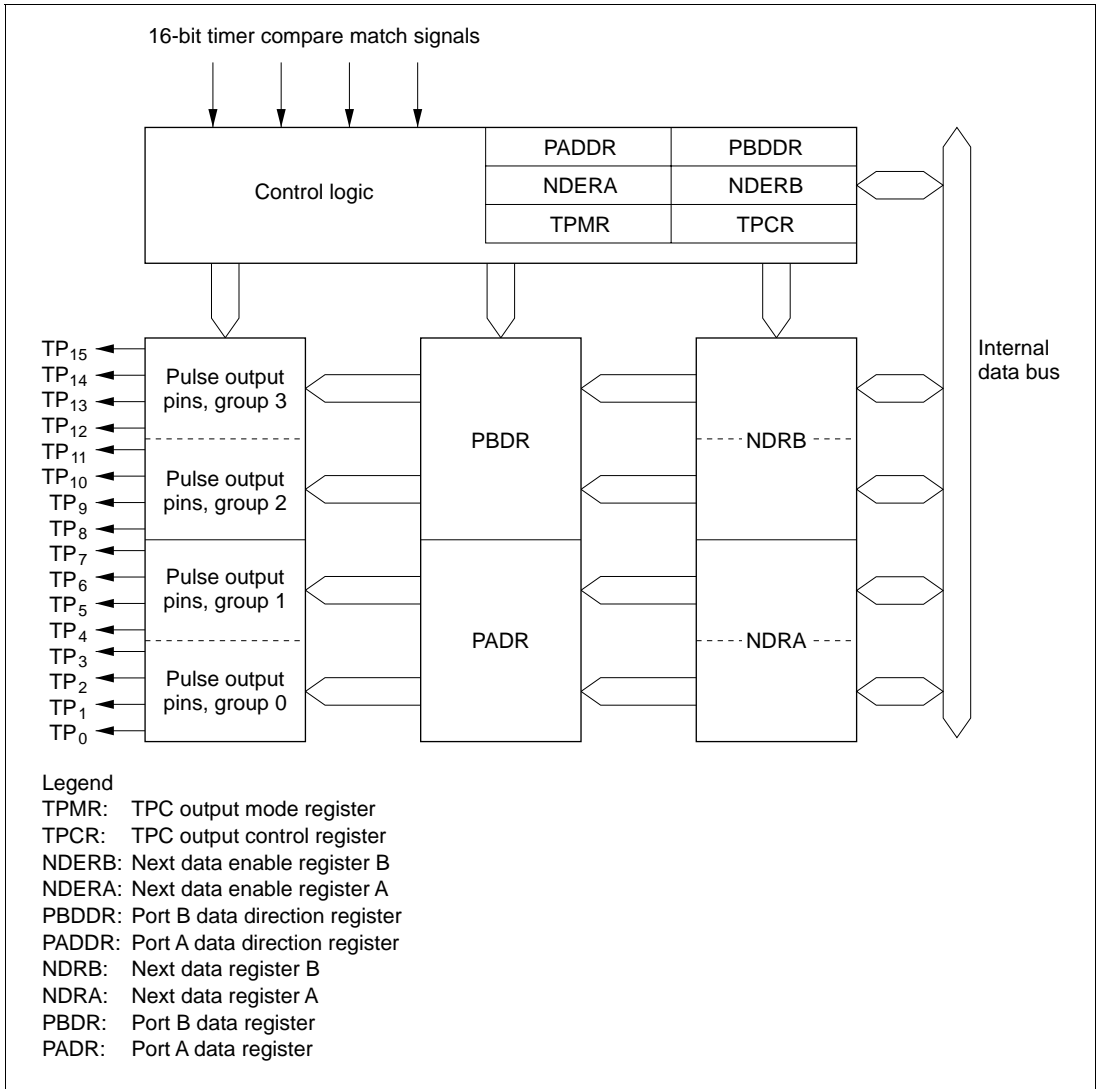 16-bit timer compare match signals
PADDR PBDDR
Control logic NDERA NDERB
TPMR TPCR
Internal
data bus
TP15
TP14
TP13
TP12
TP11
TP10
TP9
TP8
TP7
TP6
TP5
TP4
TP3
TP2
TP1
TP0
Pulse output
pins, group 3
Pulse output
pins, group 2
Pulse output
pins, group 1
Pulse output
pins, group 0
PBDR
PADR
NDRB
NDRA
Legend
TPMR: TPC output mode register
TPCR: TPC output control register
NDERB: Next data enable register B
NDERA: Next data enable register A
PBDDR: Port B data direction register
PADDR: Port A data direction register
NDRB: Next data register B
NDRA: Next data register A
PBDR: Port B data register
PADR: Port A data register